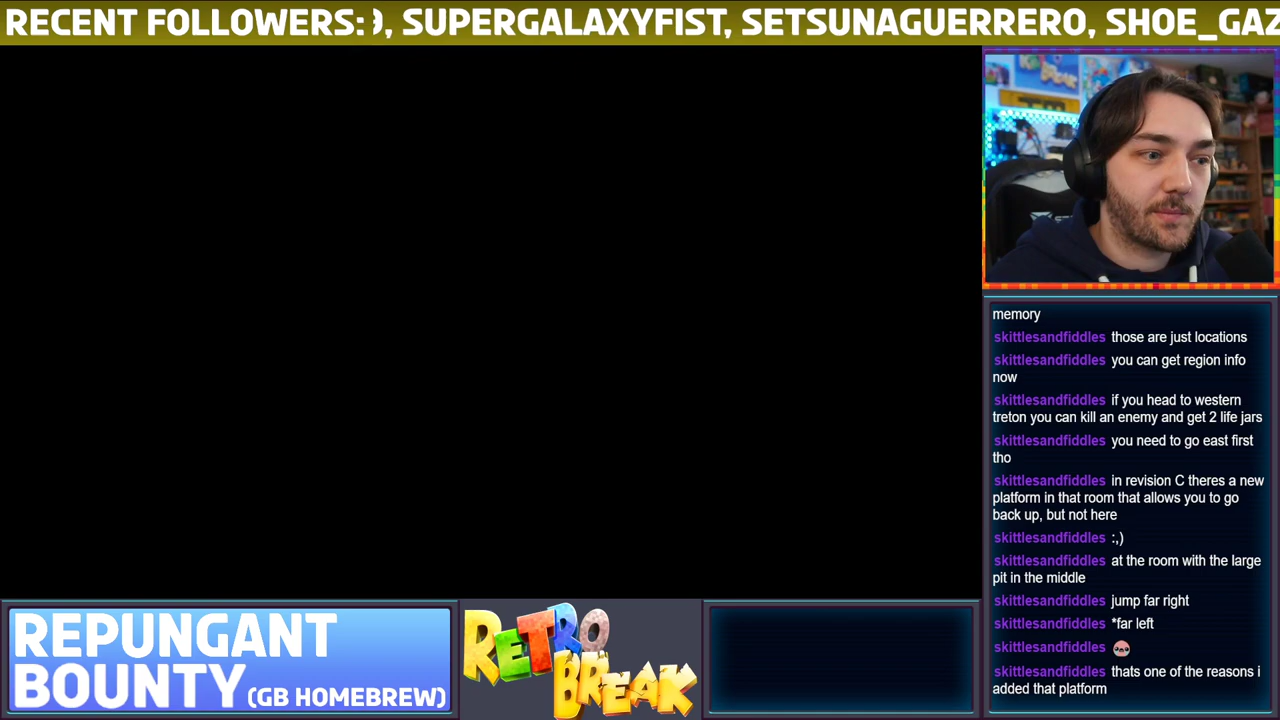 RECENT FOLLOWERS: , SUPERGALAXYFIST, SETSUNAGUERRERO, SHOE_GAZ
memory
skittlesandfiddles those are just locations
skittlesandfiddles you can get region info
now
skittlesandfiddles if you head to western
treton you can kill an enemy and get 2 life jars
skittlesandfiddles you need to go east first
tho
skittlesandfiddles in revision C theres a new
platform in that room that allows you to go
back up, but not here
skittlesandfiddles :,)
skittlesandfiddles at the room with the large
pit in the middle
skittlesandfiddles jump far right
skittlesandfiddles *far left
skittlesandfiddles
skittlesandfiddles thats one of the reasons i
added that platform
REPUNGANT
BOUNTY (GB HOMEBREW)
RETRO
BREAK